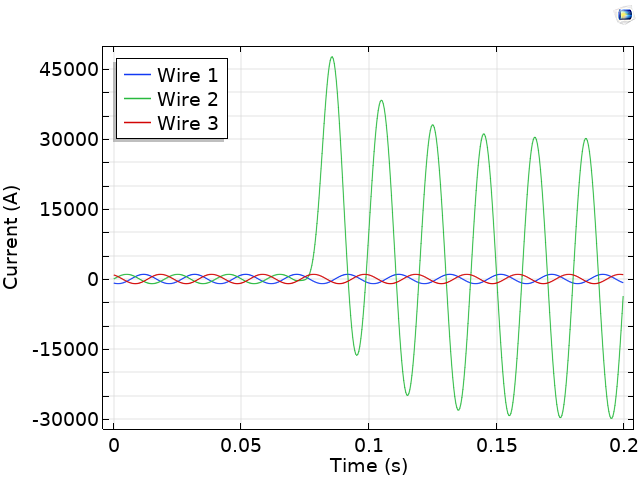 45000
30000
15000
0
-15000
-30000
Current (A)
Wire 1
Wire 2
Wire 3
0 0.05 0.1 0.15 0.2
Time (s)